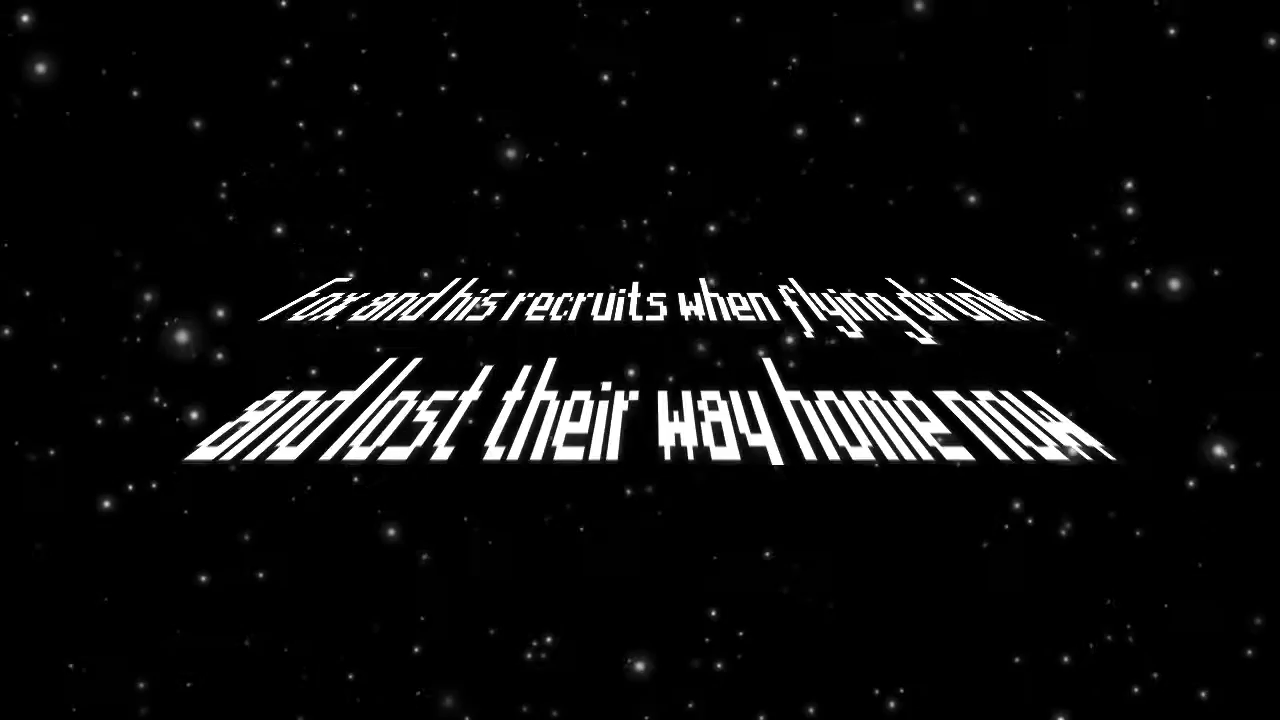 Fox and his recruits when flying drunk
and lost their way home now